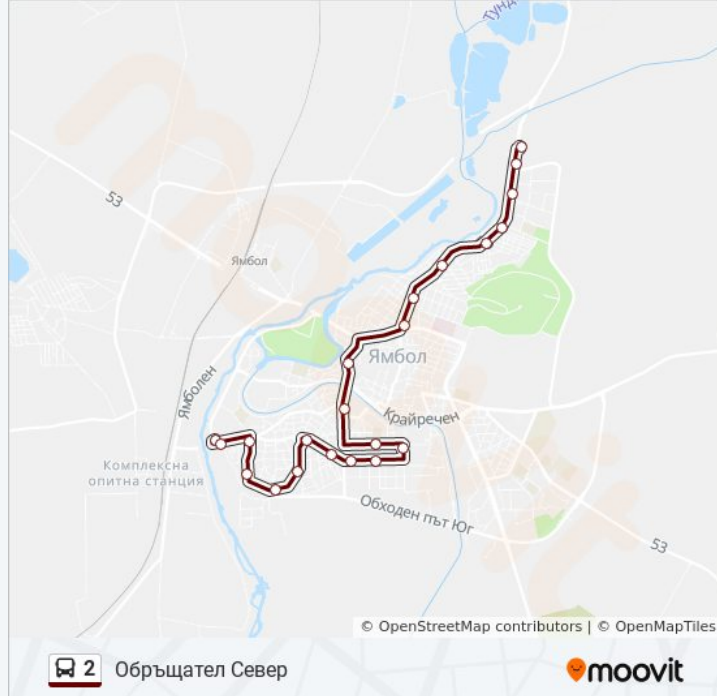 Тунд
53
Ямбол
Ямбол
Ямболен
Крайречен
Комплексна
опитна станция
Обходен път Юг
53
© OpenStreetMap contributors | © OpenMapTiles
2 Обръщател Север
moovit